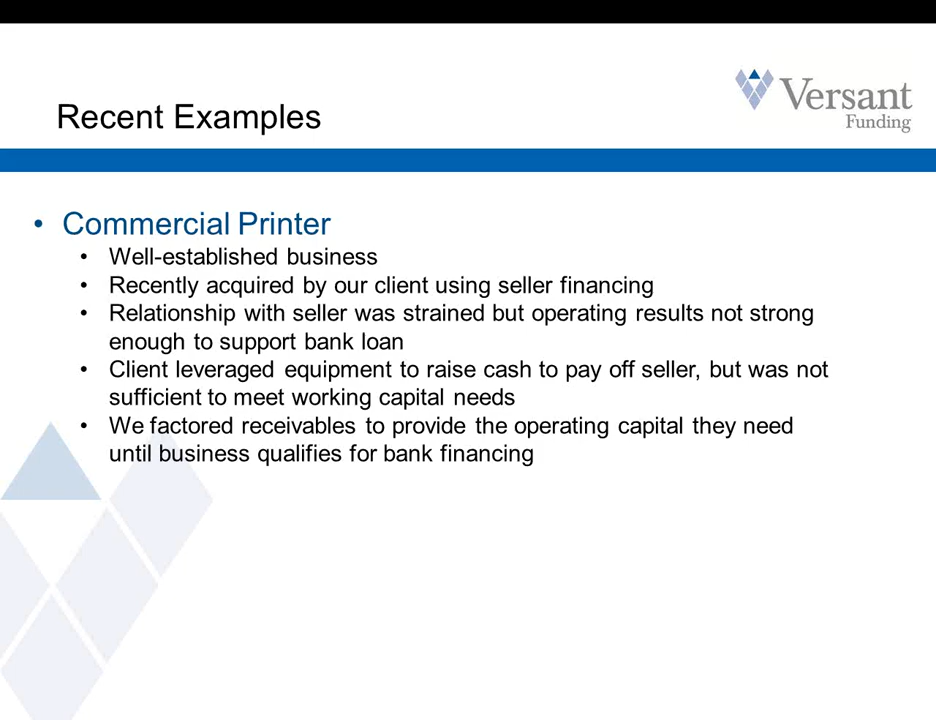 Versant
Funding
Recent Examples
• Commercial Printer
• Well-established business
• Recently acquired by our client using seller financing
• Relationship with seller was strained but operating results not strong
enough to support bank loan
• Client leveraged equipment to raise cash to pay off seller, but was not
sufficient to meet working capital needs
• We factored receivables to provide the operating capital they need
until business qualifies for bank financing